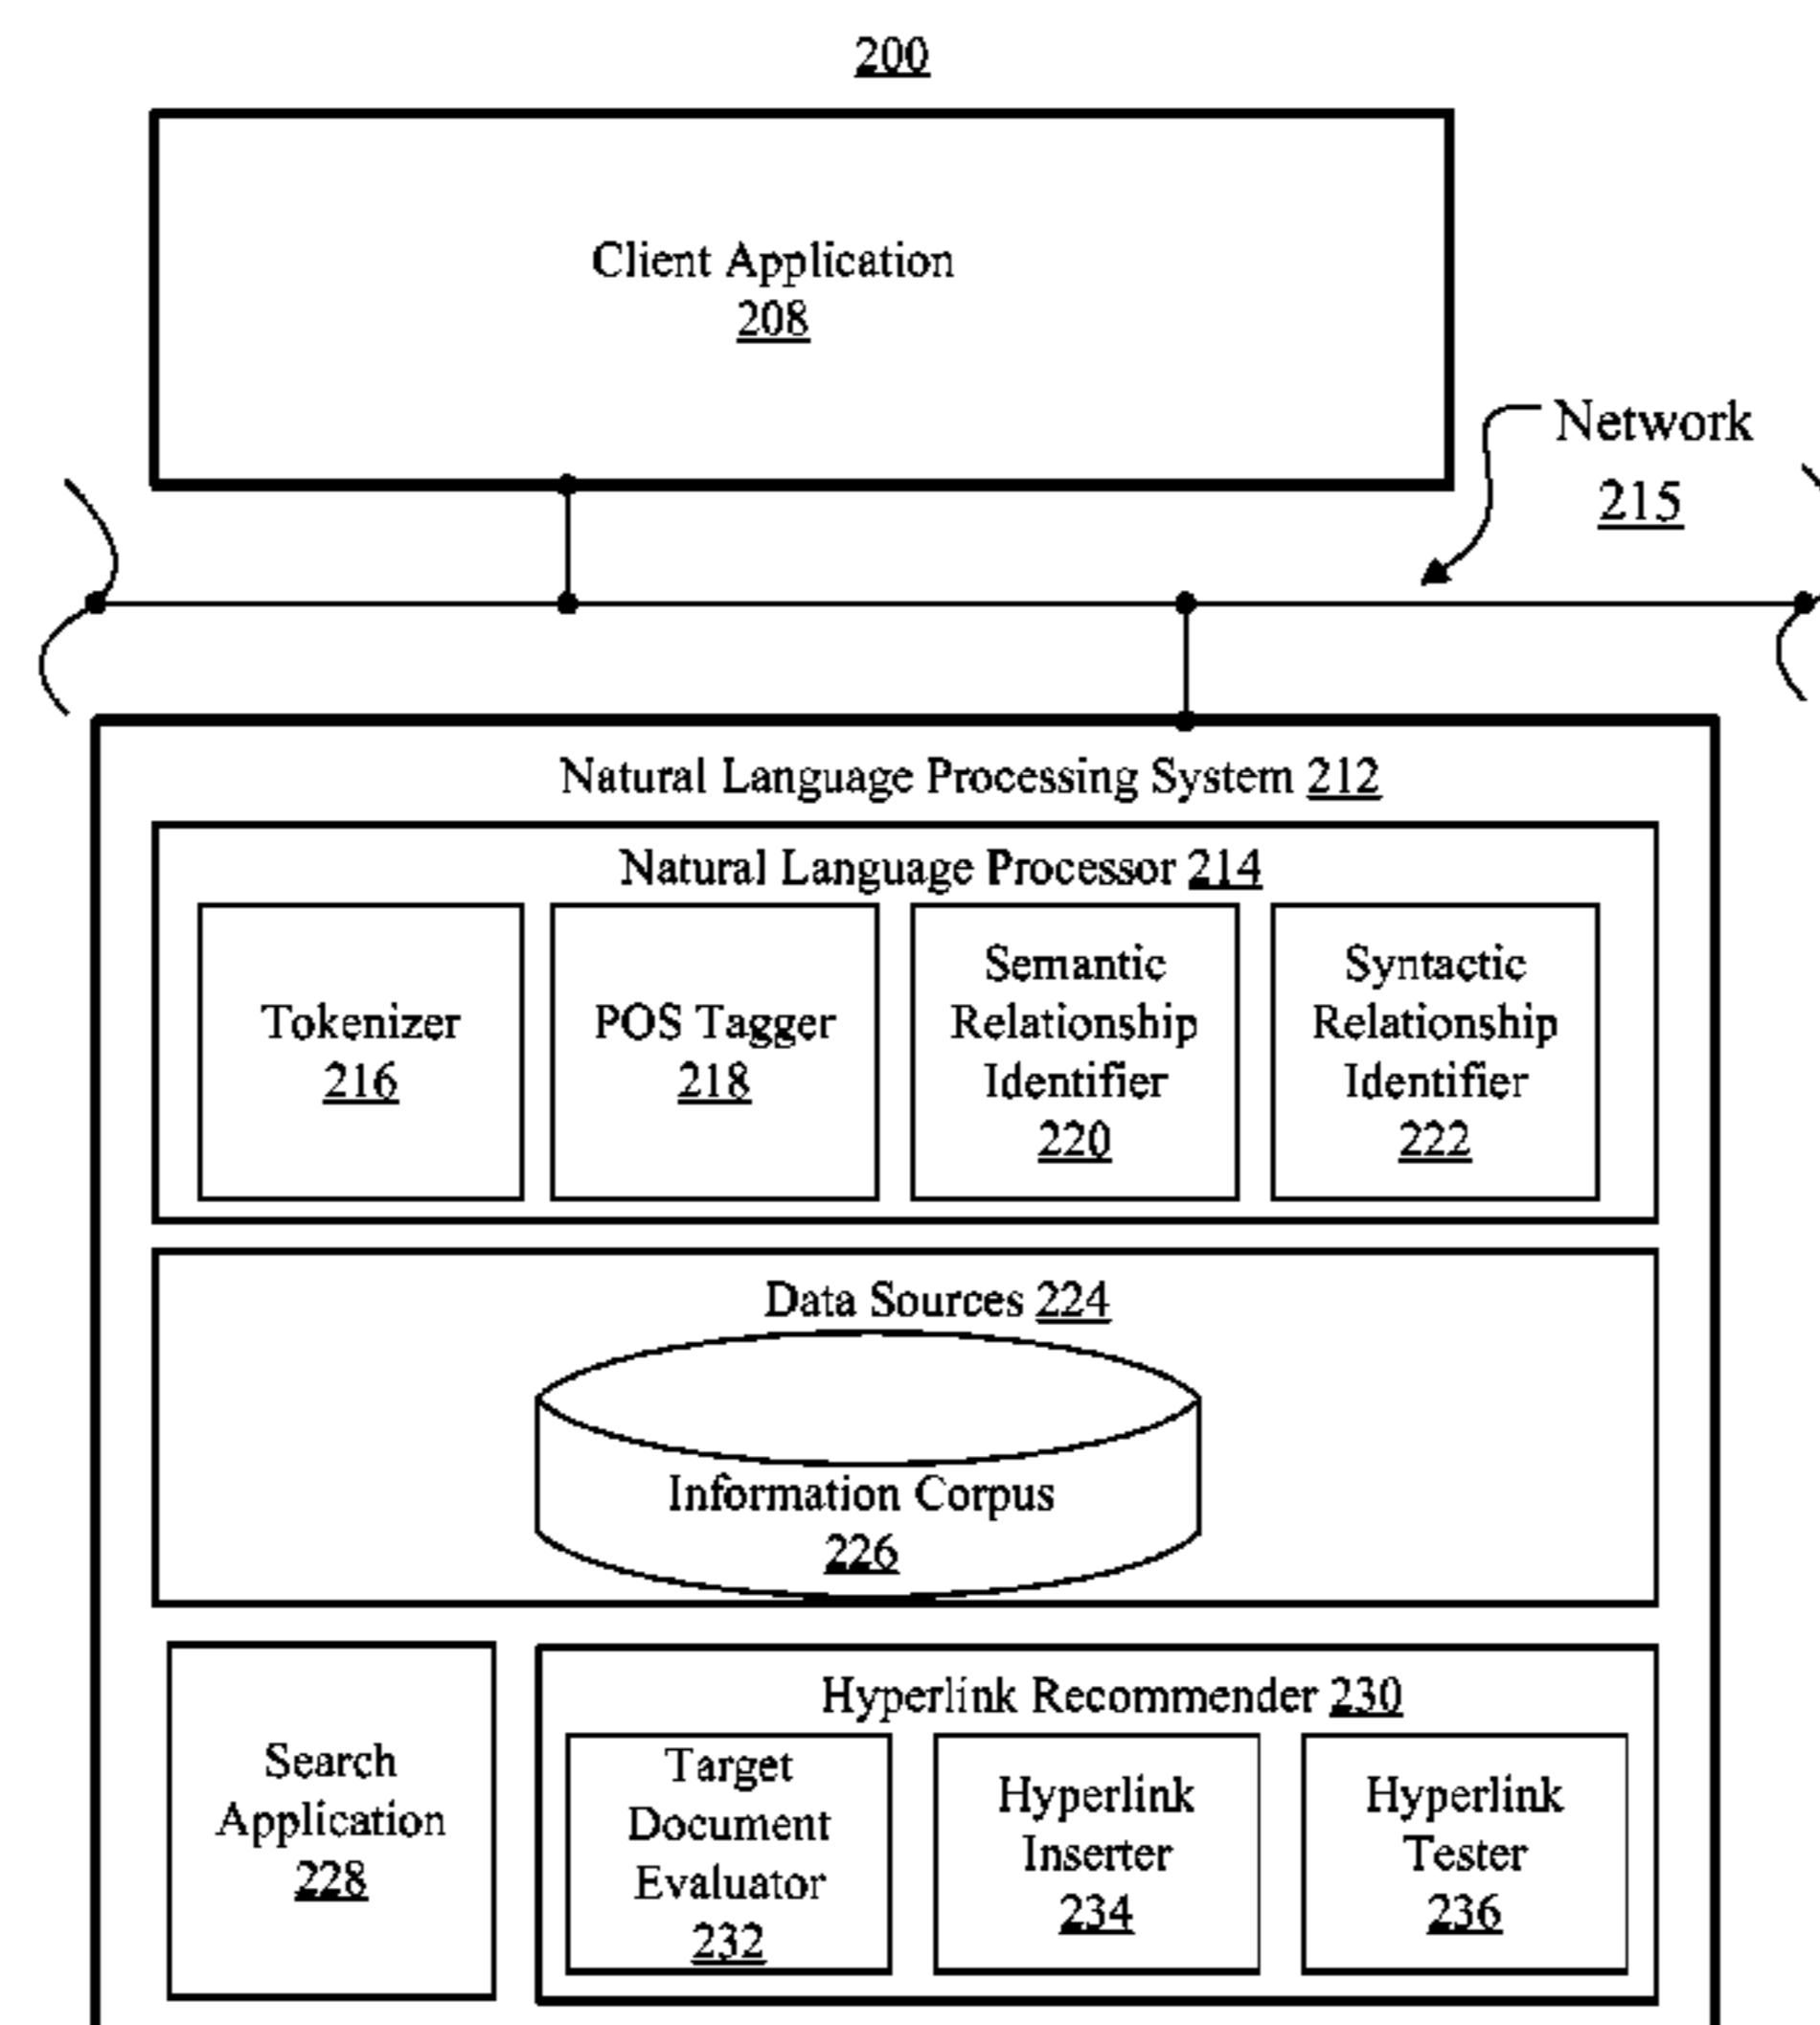 200
Client Application
208
Network
215
Natural Language Processing System 212
Natural Language Processor 214
Tokenizer
216
POS Tagger
218
Semantic
Relationship
Identifier
220
Syntactic
Relationship
Identifier
222
Data Sources 224
Information Corpus
226
Search
Application
228
Hyperlink Recommender 230
Target
Document
Evaluator
232
Hyperlink
Inserter
234
Hyperlink
Tester
236